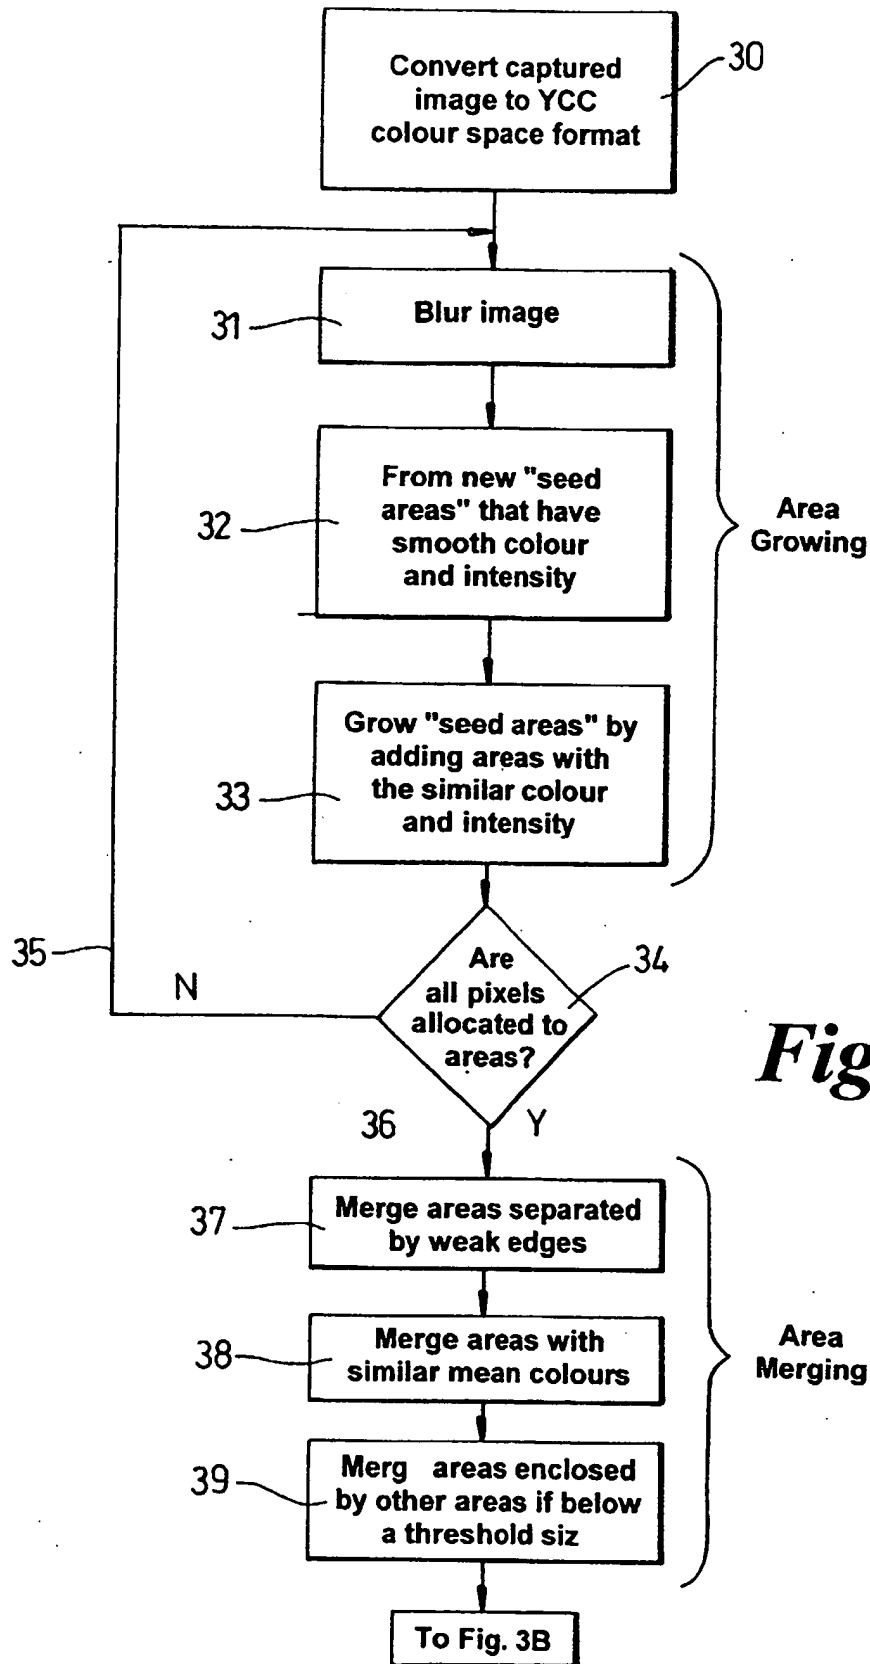 Convert captured
image to YCC
colour space format
30
Blur image
31
From new "seed
areas" that have
smooth colour
and intensity
32
Area
Growing
Grow "seed areas" by
adding areas with
the similar colour
and intensity
33
Are
all pixels
allocated to
areas?
34
35
N
Fig
36
Y
Merge areas separated
by weak edges
37
Merge areas with
similar mean colours
38
Area
Merging
Merg areas enclosed
by other areas if below
a threshold siz
39
To Fig. 3B